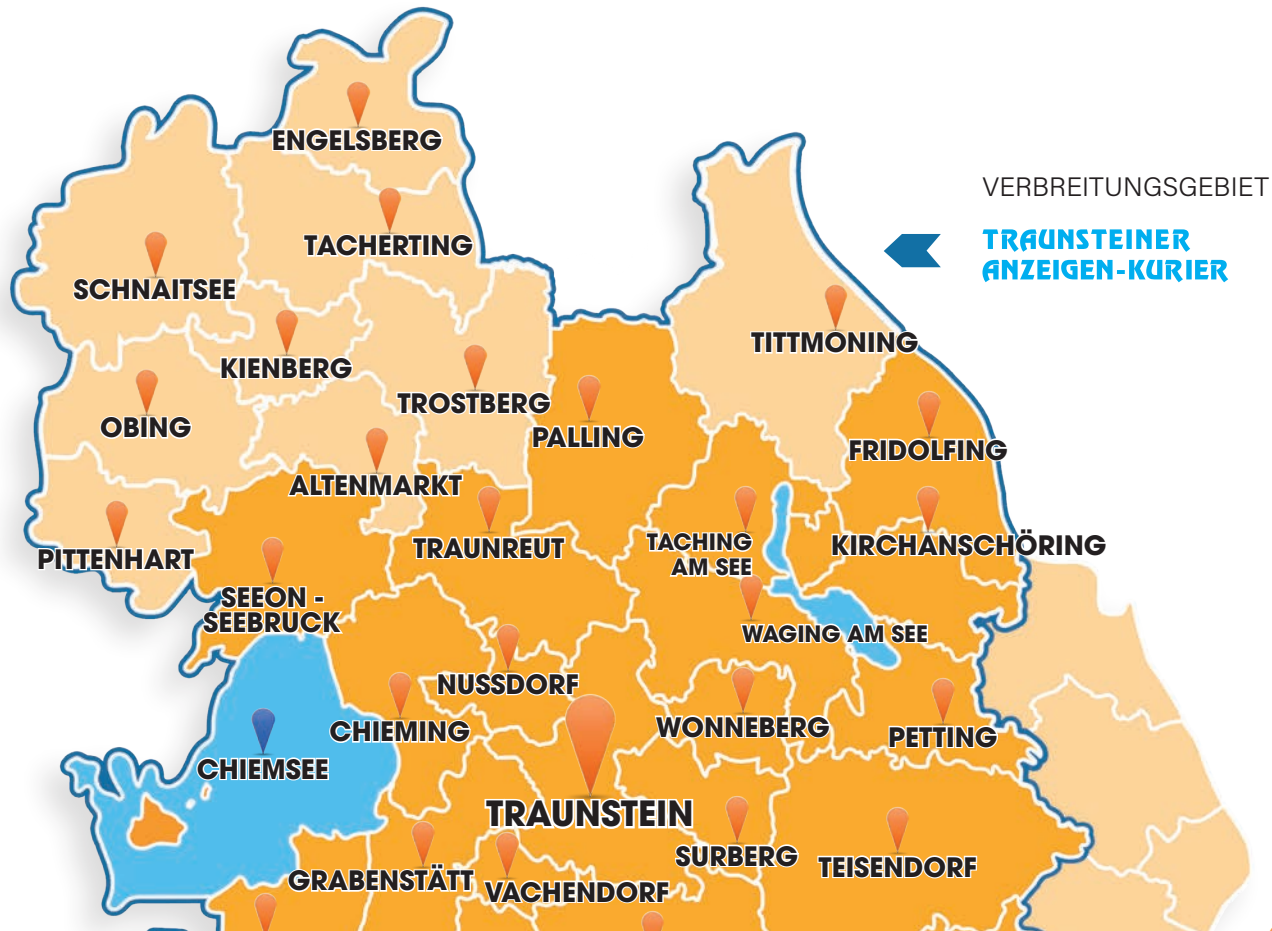 ENGELSBERG
VERBREITUNGSGEBIET
TRAUNSTEINER
ANZEIGEN-KURIER
TACHERTING
SCHNAITSEE
TITTMONING
KIENBERG
TROSTBERG
OBING
PALLING
FRIDOLFING
ALTENMARKT
TRAUNREUT
TACHING
AM SEE
KIRCHANSCHÖRING
PITTENHART
SEEON -
SEEBRUCK
WAGING AM SEE
NUSSDORF
CHIEMING
WONNEBERG
PETTING
CHIEMSEE
TRAUNSTEIN
SURBERG
TEISENDORF
GRABENSTÄTT
VACHENDORF